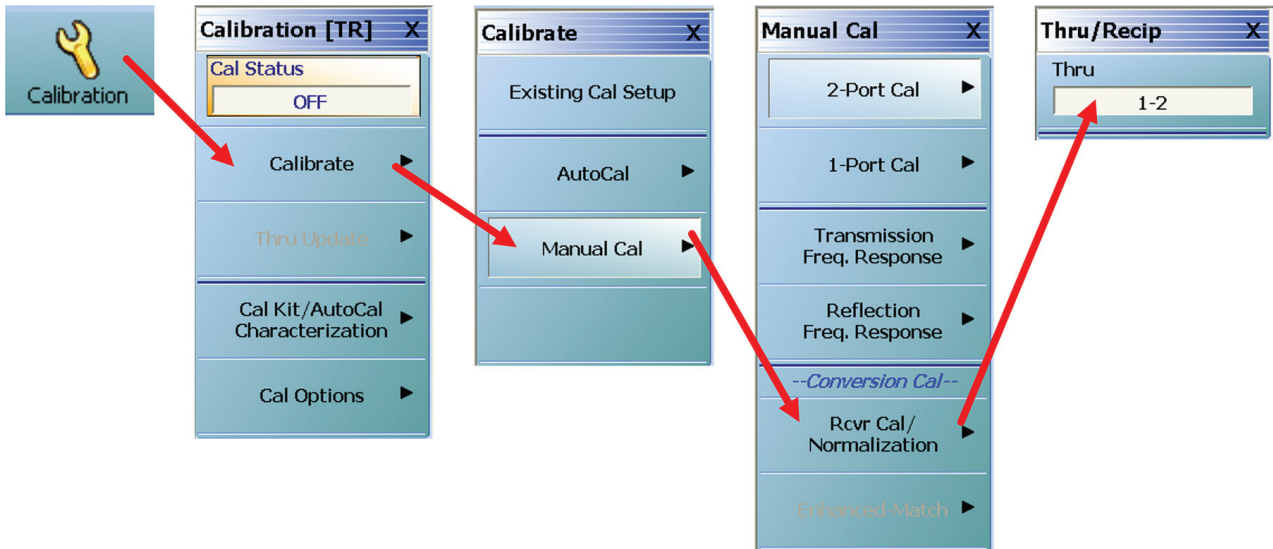 Calibration
Calibration [TR] X
Cal Status
OFF
Calibrate
Thru Update
Cal Kit/AutoCal
Characterization
Cal Options
Calibrate X
Existing Cal Setup
AutoCal
Manual Cal
Manual Cal X
2-Port Cal
1-Port Cal
Transmission
Freq. Response
Reflection
Freq. Response
--Conversion Cal--
Rcvr Cal/
Normalization
Enhanced-Match
Thru/Recip X
Thru
1-2